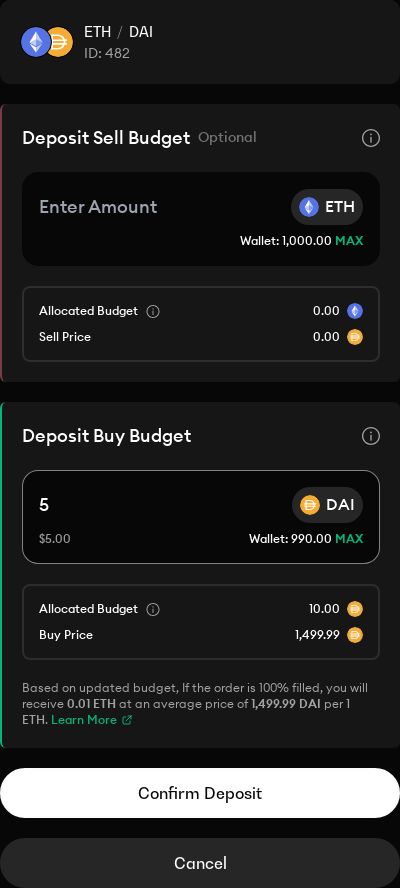 ETH / DAI
ID: 482
Deposit Sell Budget Optional
Enter Amount ETH
Wallet: 1,000.00 MAX
Allocated Budget 0.00
Sell Price 0.00
Deposit Buy Budget
5 DAI
$5.00 Wallet: 990.00 MAX
Allocated Budget 10.00
Buy Price 1,499.99
Based on updated budget, If the order is 100% filled, you will
receive 0.01 ETH at an average price of 1,499.99 DAI per 1
ETH. Learn More
Confirm Deposit
Cancel